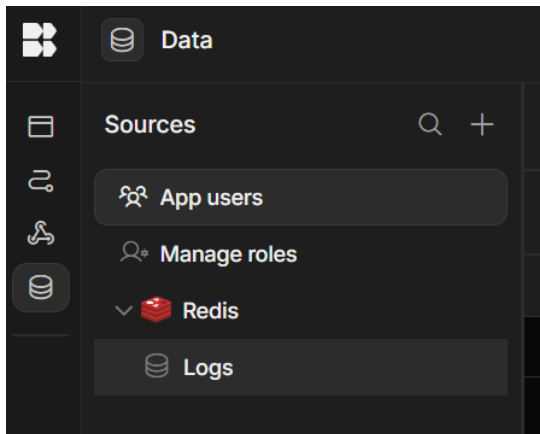 Data
Sources
App users
Manage roles
Redis
Logs